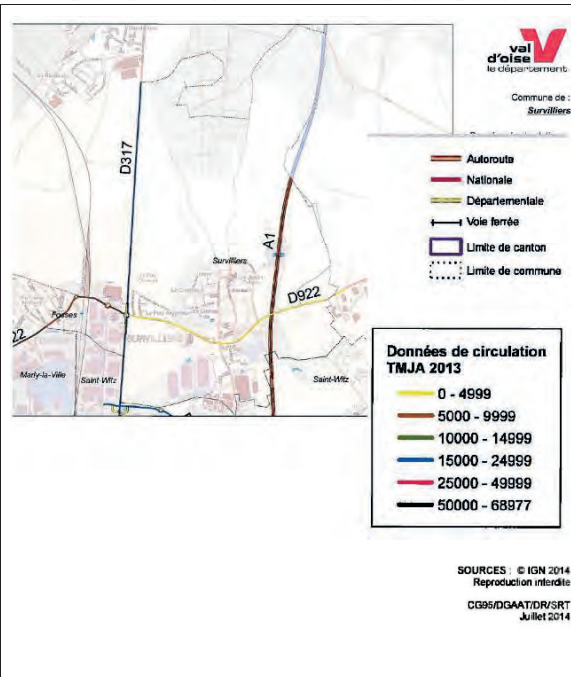 val
d'oise
le département
Commune de :
Survilliers
Autoroute
Nationale
Départementale
Voie ferrée
Limite de canton
Limite de commune
D317
A1
Survilliers
D922
Fosses
22
SURVILLIERS
Marly-la-Ville
Saint-Witz
Saint-Witz
Données de circulation
TMJA 2013
0 - 4999
5000 - 9999
10000 - 14999
15000 - 24999
25000 - 49999
50000 - 68977
SOURCES : © IGN 2014
Reproduction interdite
CG95/DGAAT/DR/SRT
Juillet 2014